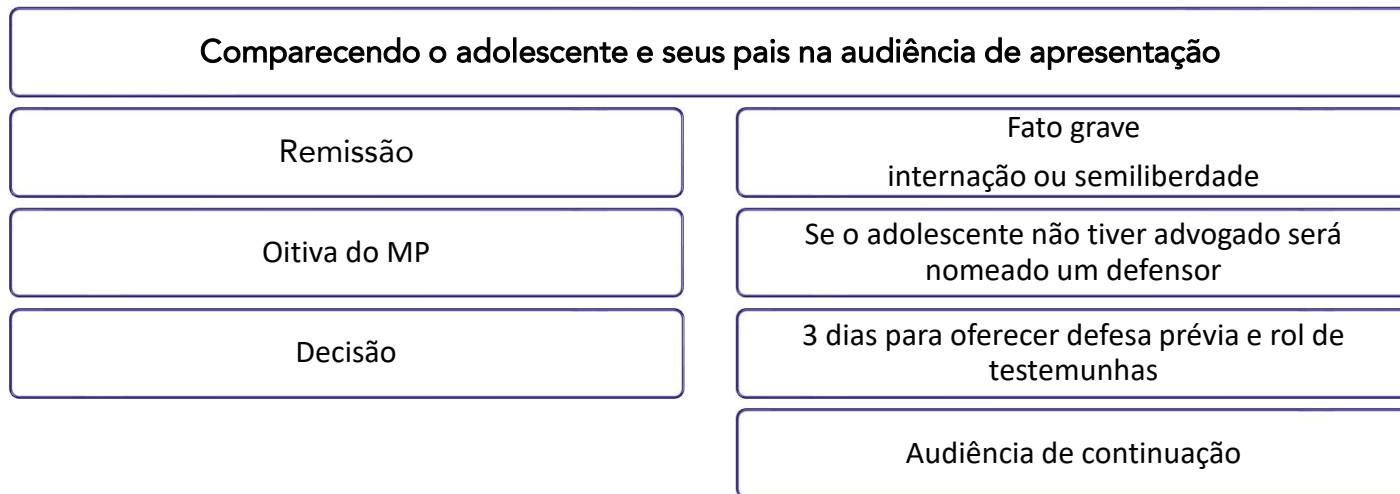 Comparecendo o adolescente e seus pais na audiência de apresentação
Remissão
Oitiva do MP
Decisão
Fato grave
internação ou semiliberdade
Se o adolescente não tiver advogado será
nomeado um defensor
3 dias para oferecer defesa prévia e rol de
testemunhas
Audiência de continuação